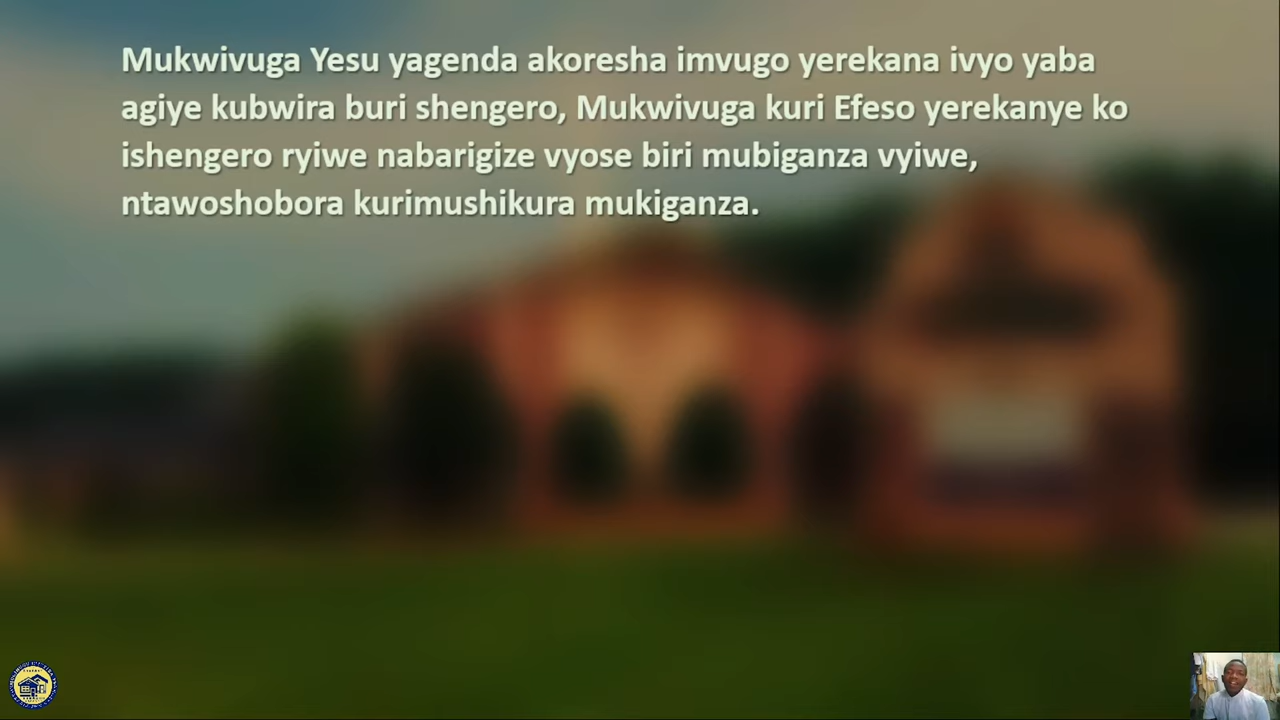 Mukwivuga Yesu yagenda akoresha imvugo yerekana ivyo yaba
agiye kubwira buri shengero, Mukwivuga kuri Efeso yerekanye ko
ishengero ryiwe nabarigize vyose biri mubiganza vyiwe,
ntawoshobora kurimushikura mukiganza.